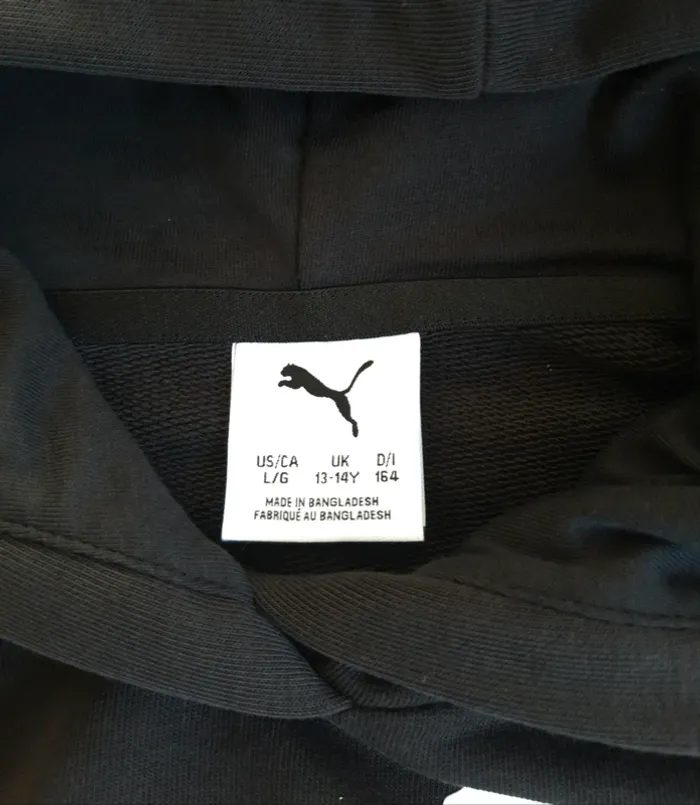 US/CA UK D/I
L/G 13-14Y 164
MADE IN BANGLADESH
FABRIQUÉ AU BANGLADESH